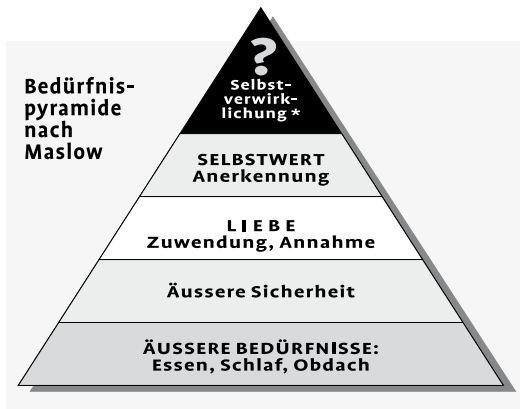 Bedürfnis-
pyramide
nach
Maslow
?
Selbst-
verwirk-
lichung *
SELBSTWERT
Anerkennung
LIEBE
Zuwendung, Annahme
Äussere Sicherheit
ÄUSSERE BEDÜRFNISSE:
Essen, Schlaf, Obdach